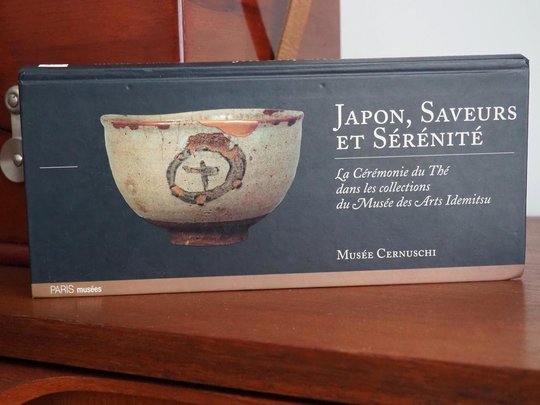 JAPON, SAVEURS
ET SÉRÉNITÉ
La Cérémonie du Thé
dans les collections
du Musée des Arts Idemitsu
MUSÉE CERNUSCHI
PARIS musées